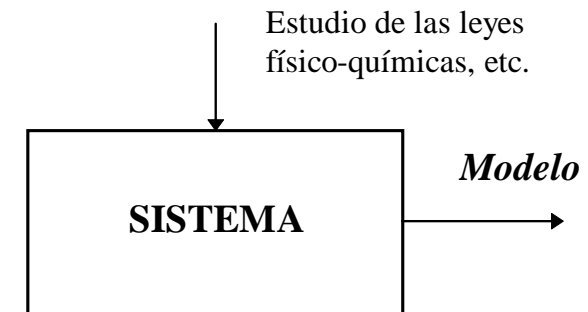 Estudio de las leyes
físico-químicas, etc.
Modelo
SISTEMA